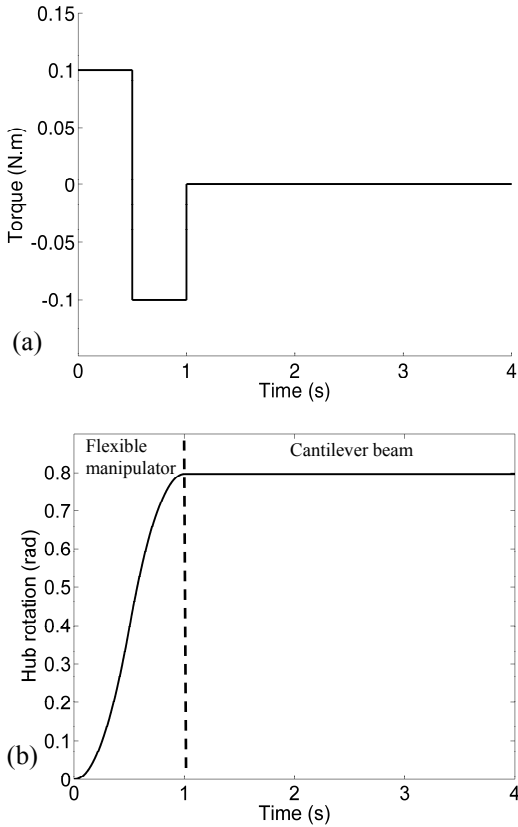 0.15
0.1
0.05
0
-0.05
-0.1
Torque (N.m)
(a)
0 1 2 3 4
Time (s)
Flexible
manipulator
Cantilever beam
0.8
0.7
0.6
0.5
0.4
0.3
0.2
0.1
0
Hub rotation (rad)
(b)
0 1 2 3 4
Time (s)